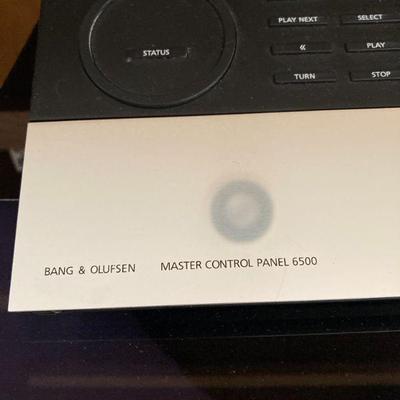 PLAY NEXT SELECT
STATUS « PLAY
TURN STOP
BANG & OLUFSEN MASTER CONTROL PANEL 6500